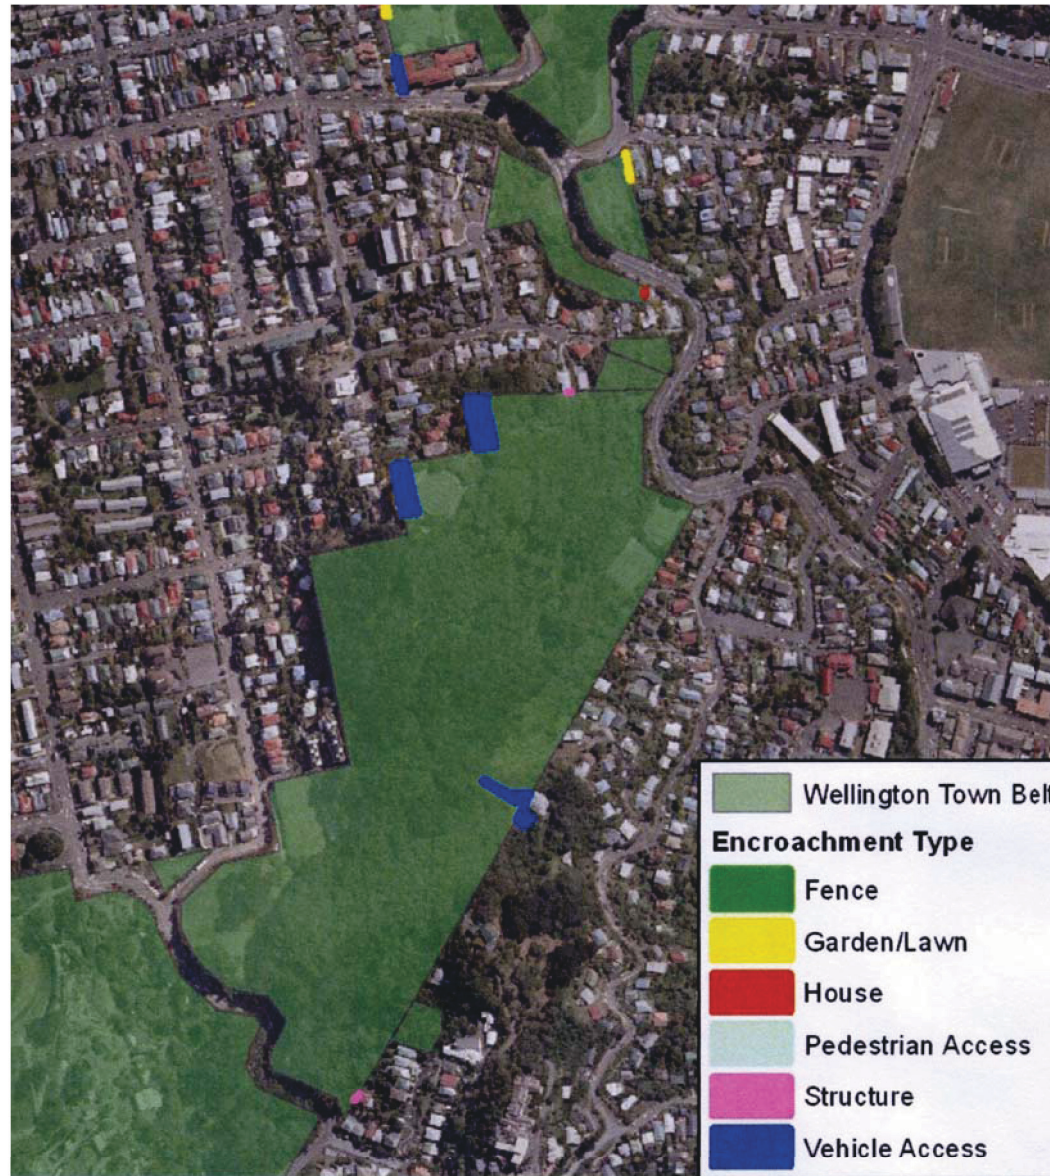 Wellington Town Belt
Encroachment Type
Fence
Garden/Lawn
House
Pedestrian Access
Structure
Vehicle Access